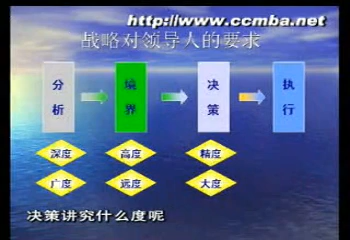 http://www.ccmba.net
战略对领导人的要求
分析
境界
决策
执行
深度
高度
精度
广度
远度
大度
决策讲究什么度呢